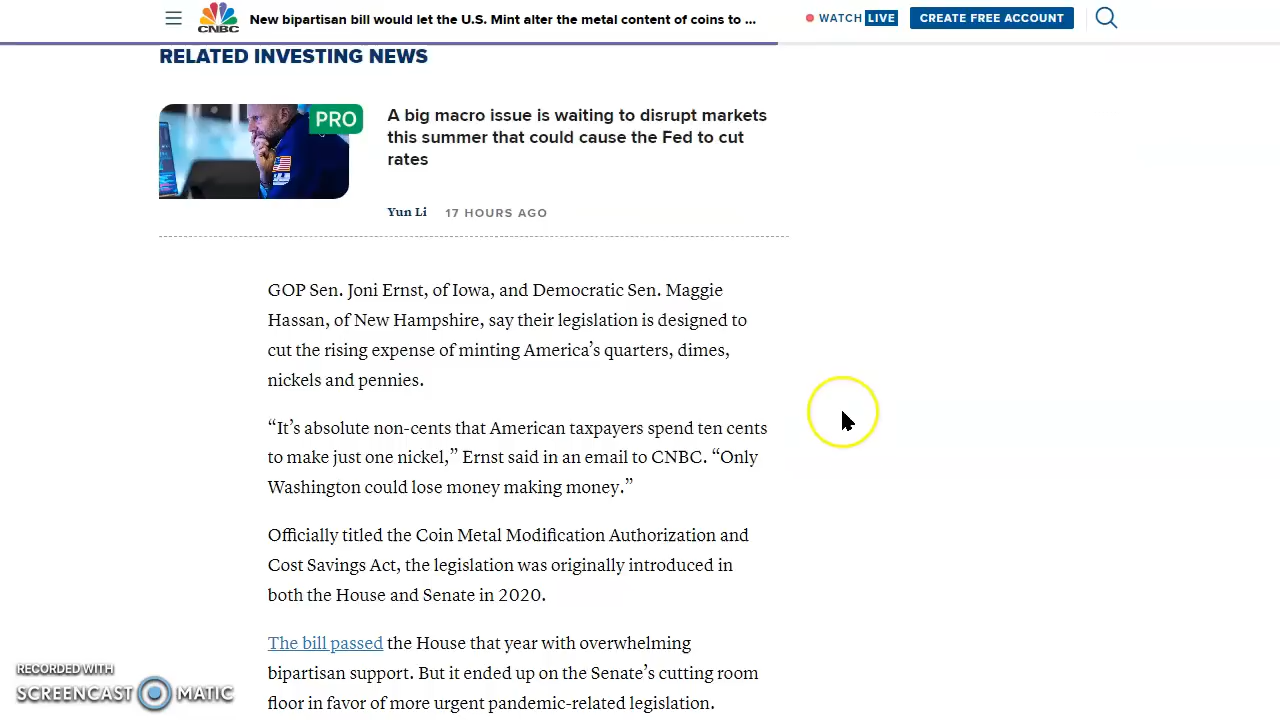 CNBC
New bipartisan bill would let the U.S. Mint alter the metal content of coins to ...
WATCH LIVE
CREATE FREE ACCOUNT
RELATED INVESTING NEWS
PRO
A big macro issue is waiting to disrupt markets
this summer that could cause the Fed to cut
rates
Yun Li 17 HOURS AGO
GOP Sen. Joni Ernst, of Iowa, and Democratic Sen. Maggie
Hassan, of New Hampshire, say their legislation is designed to
cut the rising expense of minting America’s quarters, dimes,
nickels and pennies.
“It’s absolute non-cents that American taxpayers spend ten cents
to make just one nickel,” Ernst said in an email to CNBC. “Only
Washington could lose money making money.”
Officially titled the Coin Metal Modification Authorization and
Cost Savings Act, the legislation was originally introduced in
both the House and Senate in 2020.
The bill passed the House that year with overwhelming
bipartisan support. But it ended up on the Senate’s cutting room
floor in favor of more urgent pandemic-related legislation.
RECORDED WITH
SCREENCAST MATIC